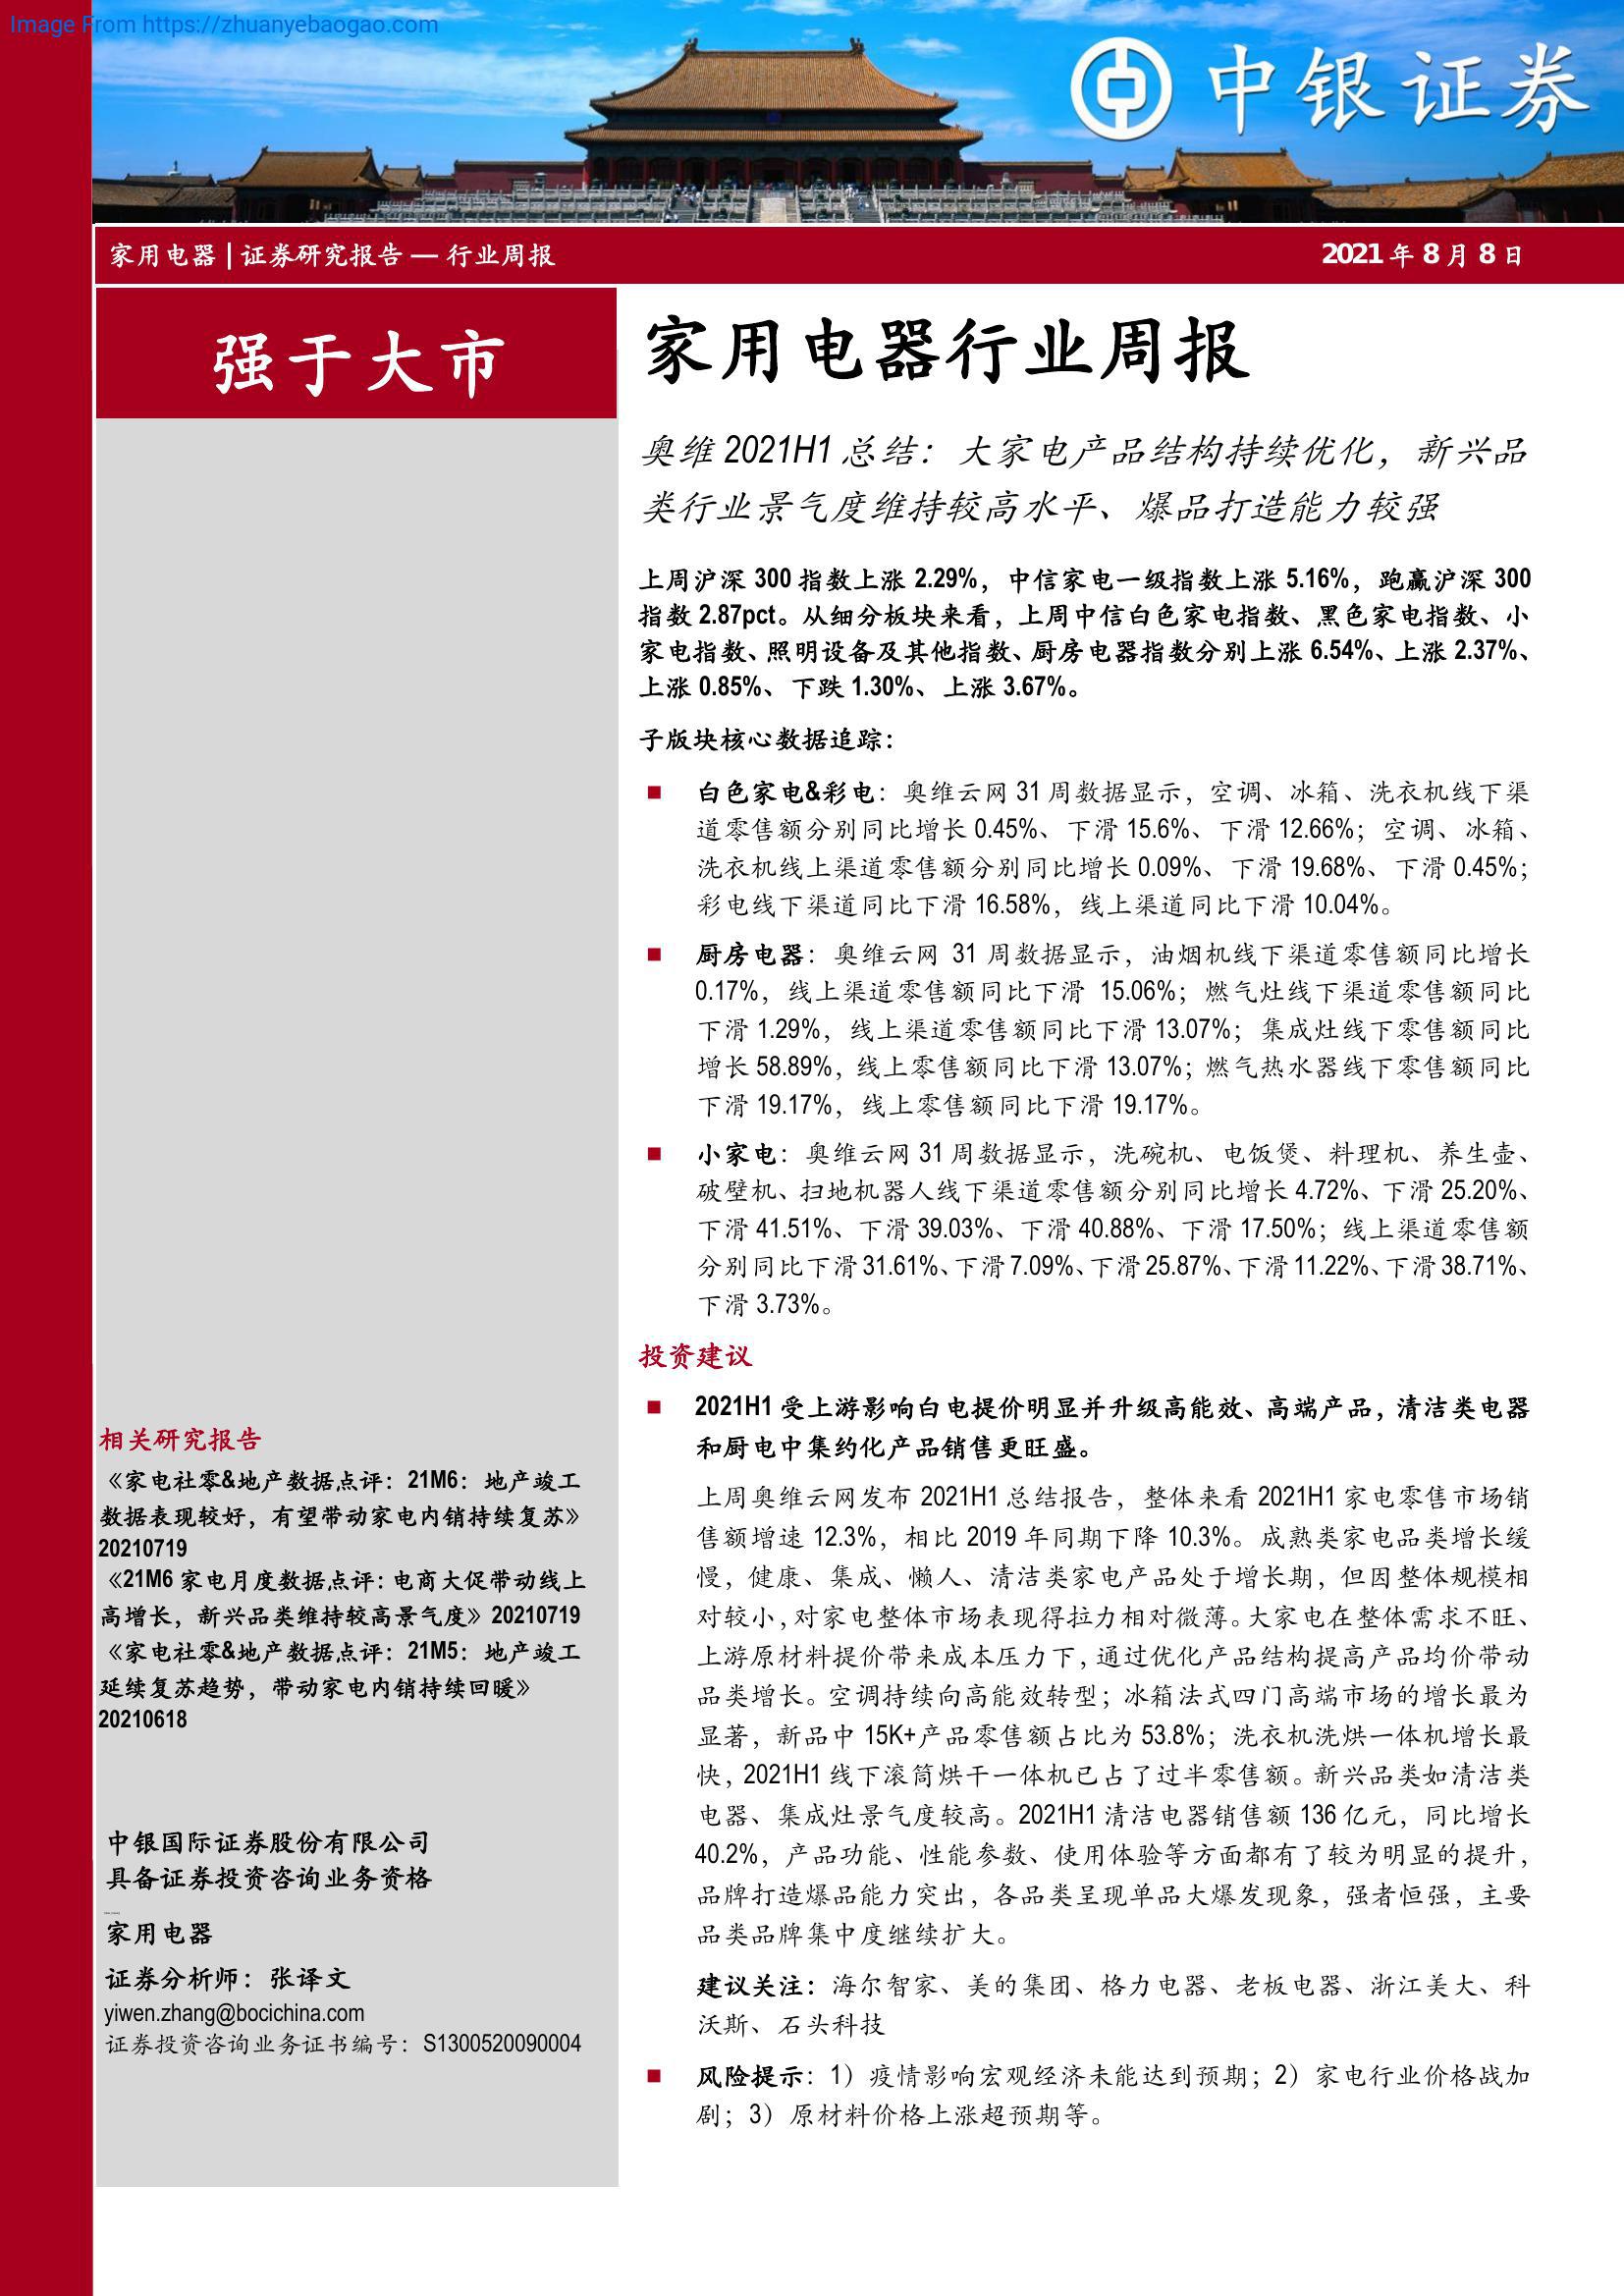 Image From https://zhuanyebaogao.com
中银证券
家用电器 | 证券研究报告 — 行业周报
2021 年 8 月 8 日
强于大市
家用电器行业周报
奥维 2021H1 总结：大家电产品结构持续优化，新兴品
类行业景气度维持较高水平、爆品打造能力较强
上周沪深 300 指数上涨 2.29%，中信家电一级指数上涨 5.16%，跑赢沪深 300
指数 2.87pct。从细分板块来看，上周中信白色家电指数、黑色家电指数、小
家电指数、照明设备及其他指数、厨房电器指数分别上涨 6.54%、上涨 2.37%、
上涨 0.85%、下跌 1.30%、上涨 3.67%。
子版块核心数据追踪：
■ 白色家电&彩电：奥维云网 31 周数据显示，空调、冰箱、洗衣机线下渠
道零售额分别同比增长 0.45%、下滑 15.6%、下滑 12.66%；空调、冰箱、
洗衣机线上渠道零售额分别同比增长 0.09%、下滑 19.68%、下滑 0.45%；
彩电线下渠道同比下滑 16.58%，线上渠道同比下滑 10.04%。
■ 厨房电器：奥维云网 31 周数据显示，油烟机线下渠道零售额同比增长
0.17%，线上渠道零售额同比下滑 15.06%；燃气灶线下渠道零售额同比
下滑 1.29%，线上渠道零售额同比下滑 13.07%；集成灶线下零售额同比
增长 58.89%，线上零售额同比下滑 13.07%；燃气热水器线下零售额同比
下滑 19.17%，线上零售额同比下滑 19.17%。
■ 小家电：奥维云网 31 周数据显示，洗碗机、电饭煲、料理机、养生壶、
破壁机、扫地机器人线下渠道零售额分别同比增长 4.72%、下滑 25.20%、
下滑 41.51%、下滑 39.03%、下滑 40.88%、下滑 17.50%；线上渠道零售额
分别同比下滑 31.61%、下滑 7.09%、下滑 25.87%、下滑 11.22%、下滑 38.71%、
下滑 3.73%。
投资建议
■ 2021H1 受上游影响白电提价明显并升级高能效、高端产品，清洁类电器
和厨电中集约化产品销售更旺盛。
上周奥维云网发布 2021H1 总结报告，整体来看 2021H1 家电零售市场销
售额增速 12.3%，相比 2019 年同期下降 10.3%。成熟类家电品类增长缓
慢，健康、集成、懒人、清洁类家电产品处于增长期，但因整体规模相
对较小，对家电整体市场表现得拉力相对微薄。大家电在整体需求不旺、
上游原材料提价带来成本压力下，通过优化产品结构提高产品均价带动
品类增长。空调持续向高能效转型；冰箱法式四门高端市场的增长最为
显著，新品中 15K+产品零售额占比为 53.8%；洗衣机洗烘一体机增长最
快，2021H1 线下滚筒烘干一体机已占了过半零售额。新兴品类如清洁类
电器、集成灶景气度较高。2021H1 清洁电器销售额 136 亿元，同比增长
40.2%，产品功能、性能参数、使用体验等方面都有了较为明显的提升，
品牌打造爆品能力突出，各品类呈现单品大爆发现象，强者恒强，主要
品类品牌集中度继续扩大。
建议关注：海尔智家、美的集团、格力电器、老板电器、浙江美大、科
沃斯、石头科技
■ 风险提示：1）疫情影响宏观经济未能达到预期；2）家电行业价格战加
剧；3）原材料价格上涨超预期等。
相关研究报告
《家电社零&地产数据点评：21M6：地产竣工
数据表现较好，有望带动家电内销持续复苏》
20210719
《21M6 家电月度数据点评：电商大促带动线上
高增长，新兴品类维持较高景气度》20210719
《家电社零&地产数据点评：21M5：地产竣工
延续复苏趋势，带动家电内销持续回暖》
20210618
中银国际证券股份有限公司
具备证券投资咨询业务资格
家用电器
证券分析师：张译文
yiwen.zhang@bocichina.com
证券投资咨询业务证书编号：S1300520090004